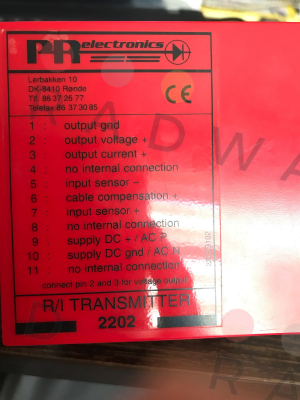 PR electronics
Lerbakken 10
DK-8410 Rønde
Tlf. 86 37 26 77
Telefax 86 37 30 85
CE
1 : output gnd
2 : output voltage +
3 : output current +
4 : no internal connection
5 : input sensor -
6 : cable compensation +
7 : input sensor +
8 : no internal connection
9 : supply DC + / AC P
10 : supply DC gnd / AC N
11 : no internal connection
connect pin 2 and 3 for voltage output
R/I TRANSMITTER
2202